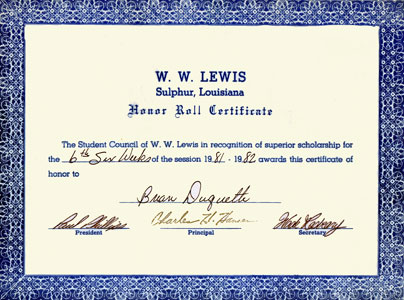 W. W. LEWIS
Sulphur, Louisiana
Honor Roll Certificate
The Student Council of W. W. Lewis in recognition of superior scholarship for
the 6th Six Weeks of the session 1981 - 1982 awards this certificate of
honor to
Brian Duquette
Charles H.
President Principal Secretary